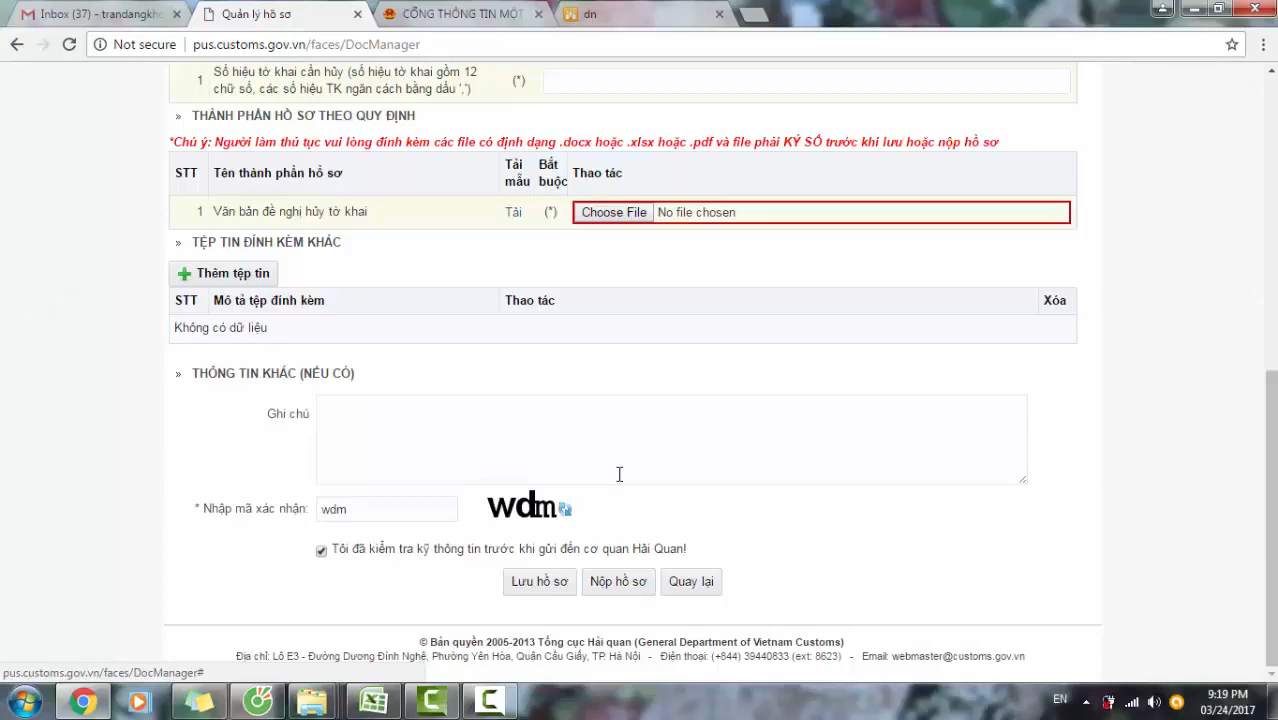 Inbox (37) - trandangkho
Quản lý hồ sơ
CỔNG THÔNG TIN MỘT
dn
Not secure
pus.customs.gov.vn/faces/DocManager
1 Số hiệu tờ khai cần hủy (số hiệu tờ khai gồm 12 (*)
chữ số, các số hiệu TK ngăn cách bằng dấu ',')
» THÀNH PHẦN HỒ SƠ THEO QUY ĐỊNH
*Chú ý: Người làm thủ tục vui lòng đính kèm các file có định dạng .docx hoặc .xlsx hoặc .pdf và file phải KÝ SỐ trước khi lưu hoặc nộp hồ sơ
STT Tên thành phần hồ sơ Tải mẫu Bắt buộc Thao tác
1 Văn bản đề nghị hủy tờ khai Tải (*) Choose File No file chosen
» TỆP TIN ĐÍNH KÈM KHÁC
Thêm tệp tin
STT Mô tả tệp đính kèm Thao tác Xóa
Không có dữ liệu
» THÔNG TIN KHÁC (NẾU CÓ)
Ghi chú
* Nhập mã xác nhận: wdm wdm
Tôi đã kiểm tra kỹ thông tin trước khi gửi đến cơ quan Hải Quan!
Lưu hồ sơ Nộp hồ sơ Quay lại
© Bản quyền 2005-2013 Tổng cục Hải quan (General Department of Vietnam Customs)
Địa chỉ: Lô E3 - Đường Dương Đình Nghệ, Phường Yên Hòa, Quận Cầu Giấy, TP. Hà Nội - Điện thoại: (+844) 39440833 (ext: 8623) - Email: webmaster@customs.gov.vn
pus.customs.gov.vn/faces/DocManager#
EN
9:19 PM
03/24/2017